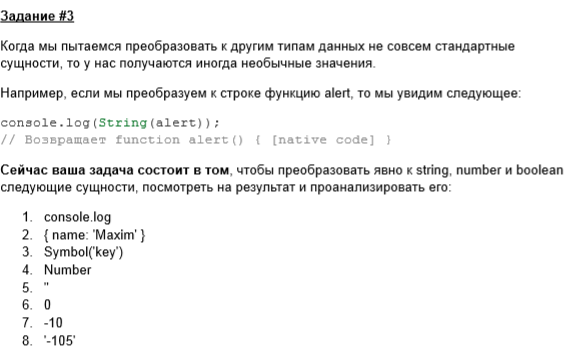 Задание #3
Когда мы пытаемся преобразовать к другим типам данных не совсем стандартные
сущности, то у нас получаются иногда необычные значения.
Например, если мы преобразуем к строке функцию alert, то мы увидим следующее:
console.log(String(alert));
// Возвращает function alert() { [native code] }
Сейчас ваша задача состоит в том, чтобы преобразовать явно к string, number и boolean
следующие сущности, посмотреть на результат и проанализировать его:
1. console.log
2. { name: 'Maxim' }
3. Symbol('key')
4. Number
5. ''
6. 0
7. -10
8. '-105'